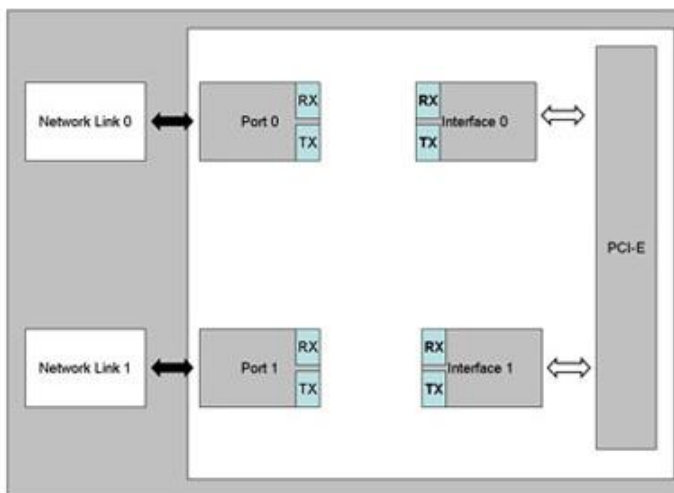 Network Link 0
Port 0
RX
TX
RX
TX
Interface 0
PCI-E
Network Link 1
Port 1
RX
TX
RX
TX
Interface 1